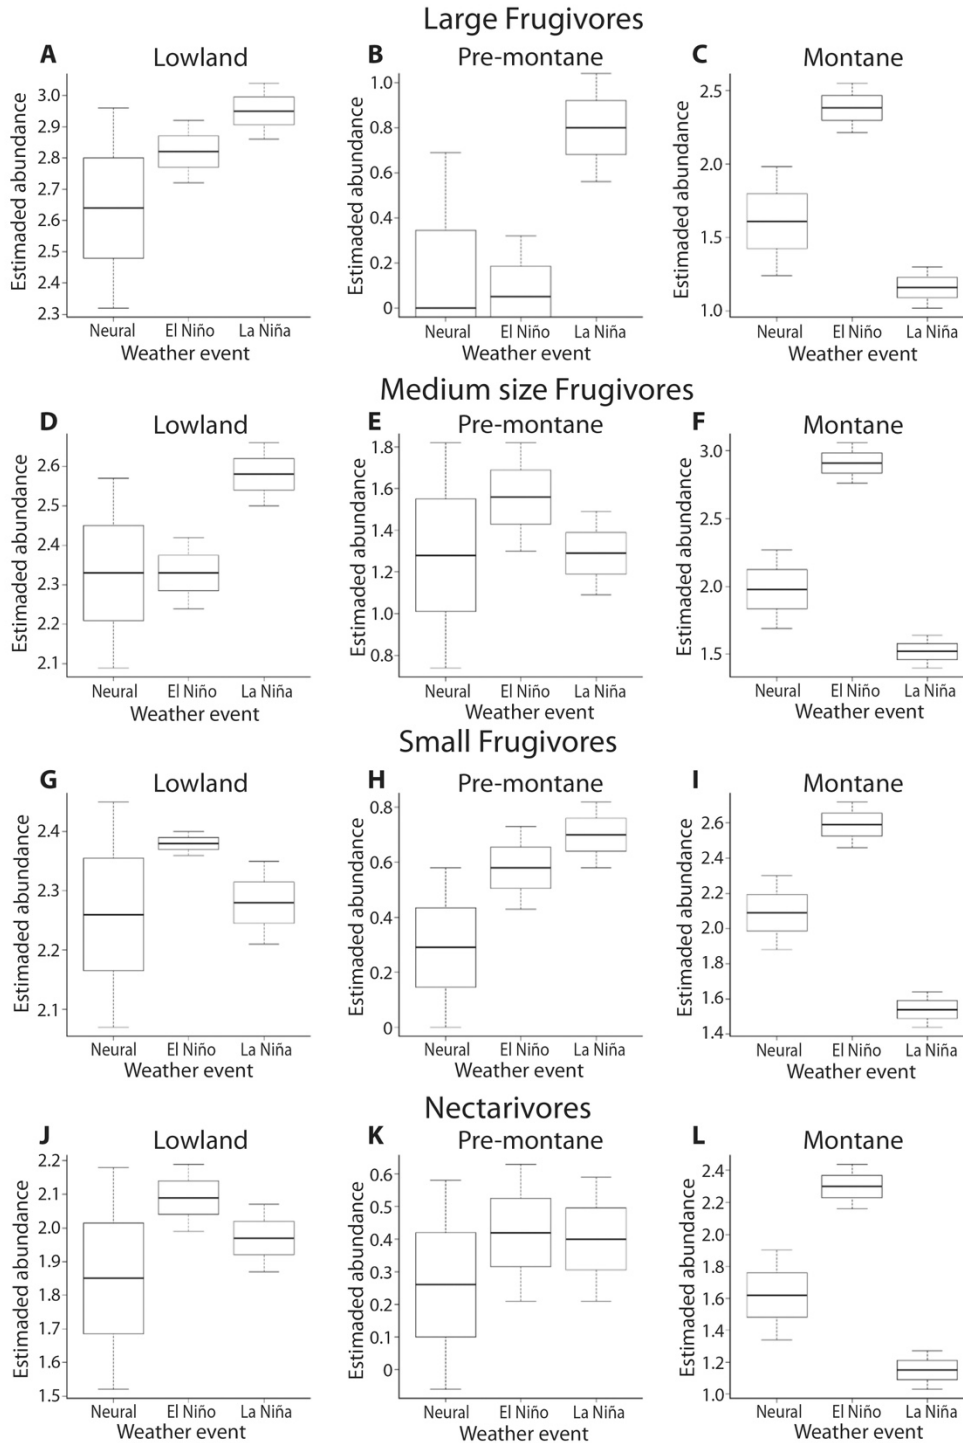 Large Frugivores
A Lowland
B Pre-montane
C Montane
Estimaded abundance
3.0
2.9
2.8
2.7
2.6
2.5
2.4
2.3
Neural El Niño La Niña
Weather event
Estimaded abundance
1.0
0.8
0.4
0.2
0
Neural El Niño La Niña
Weather event
Estimaded abundance
2.5
2.0
1.5
1.0
Neural El Niño La Niña
Weather event
Medium size Frugivores
D Lowland
E Pre-montane
F Montane
Estimaded abundance
2.6
2.5
2.4
2.3
2.2
2.1
Neural El Niño La Niña
Weather event
Estimaded abundance
1.8
1.6
1.4
1.2
1.0
0.8
Neural El Niño La Niña
Weather event
Estimaded abundance
3.0
2.5
2.0
1.5
Neural El Niño La Niña
Weather event
Small Frugivores
G Lowland
H Pre-montane
I Montane
Estimaded abundance
2.4
2.3
2.2
2.1
Neural El Niño La Niña
Weather event
Estimaded abundance
0.8
0.6
0.4
0.2
0
Neural El Niño La Niña
Weather event
Estimaded abundance
2.6
2.4
2.2
2.0
1.8
1.6
1.4
Neural El Niño La Niña
Weather event
Nectarivores
J Lowland
K Pre-montane
L Montane
Estimaded abundance
2.2
2.1
2.0
1.9
1.8
1.7
1.6
1.5
Neural El Niño La Niña
Weather event
Estimaded abundance
0.6
0.5
0.4
0.3
0.2
0.1
0
Neural El Niño La Niña
Weather event
Estimaded abundance
2.4
2.2
1.8
1.6
1.4
1.2
1.0
Neural El Niño La Niña
Weather event